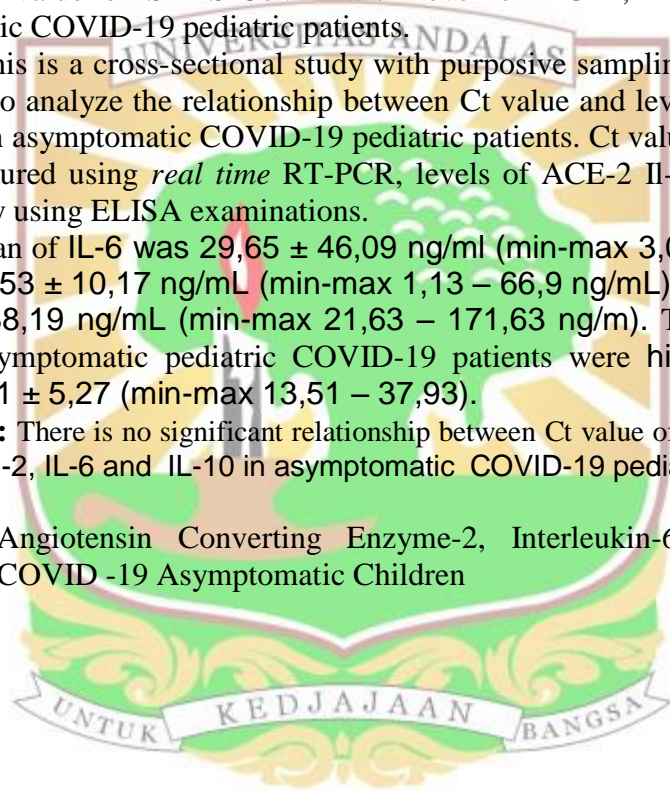 ic COVID-19 pediatric patients.
UNIVERSITAS ANDALAS
his is a cross-sectional study with purposive samplin
o analyze the relationship between Ct value and lev
n asymptomatic COVID-19 pediatric patients. Ct valu
ured using real time RT-PCR, levels of ACE-2 Il-
y using ELISA examinations.
an of IL-6 was 29,65 ± 46,09 ng/ml (min-max 3,0
53 ± 10,17 ng/mL (min-max 1,13 – 66,9 ng/mL)
38,19 ng/mL (min-max 21,63 – 171,63 ng/m). T
symptomatic pediatric COVID-19 patients were hi
1 ± 5,27 (min-max 13,51 – 37,93).
: There is no significant relationship between Ct value of
-2, IL-6 and IL-10 in asymptomatic COVID-19 pedia
Angiotensin Converting Enzyme-2, Interleukin-6
COVID -19 Asymptomatic Children
UNTUK KEDJAJAAN BANGSA